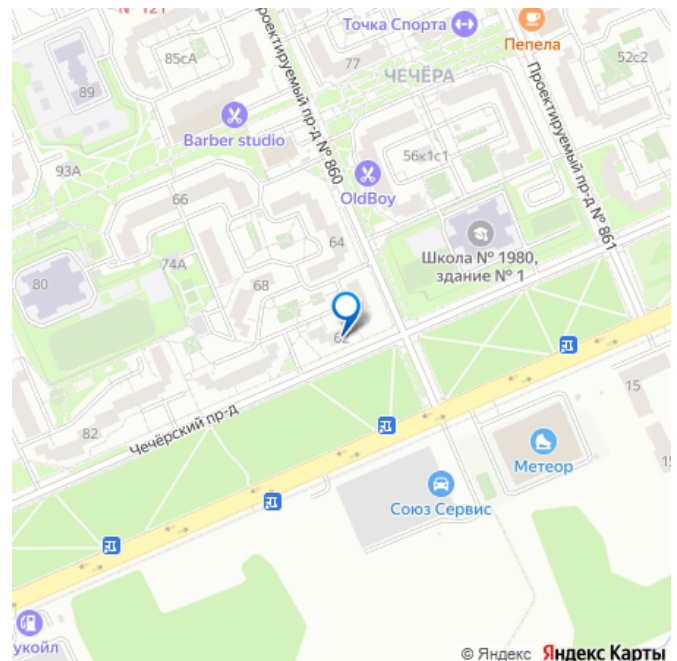 № 121
Точка Спорта
Пепела
85сА
77
ЧЕЧЁРА
52с2
89
Проектируемый пр-д № 860
Проектируемый пр-д № 861
Barber studio
56к1с1
93А
OldBoy
66
Школа № 1980,
здание № 1
64
74А
80
68
62
15
82
Чечёрский пр-д
Метеор
Союз Сервис
укойл
© Яндекс Яндекс Карты